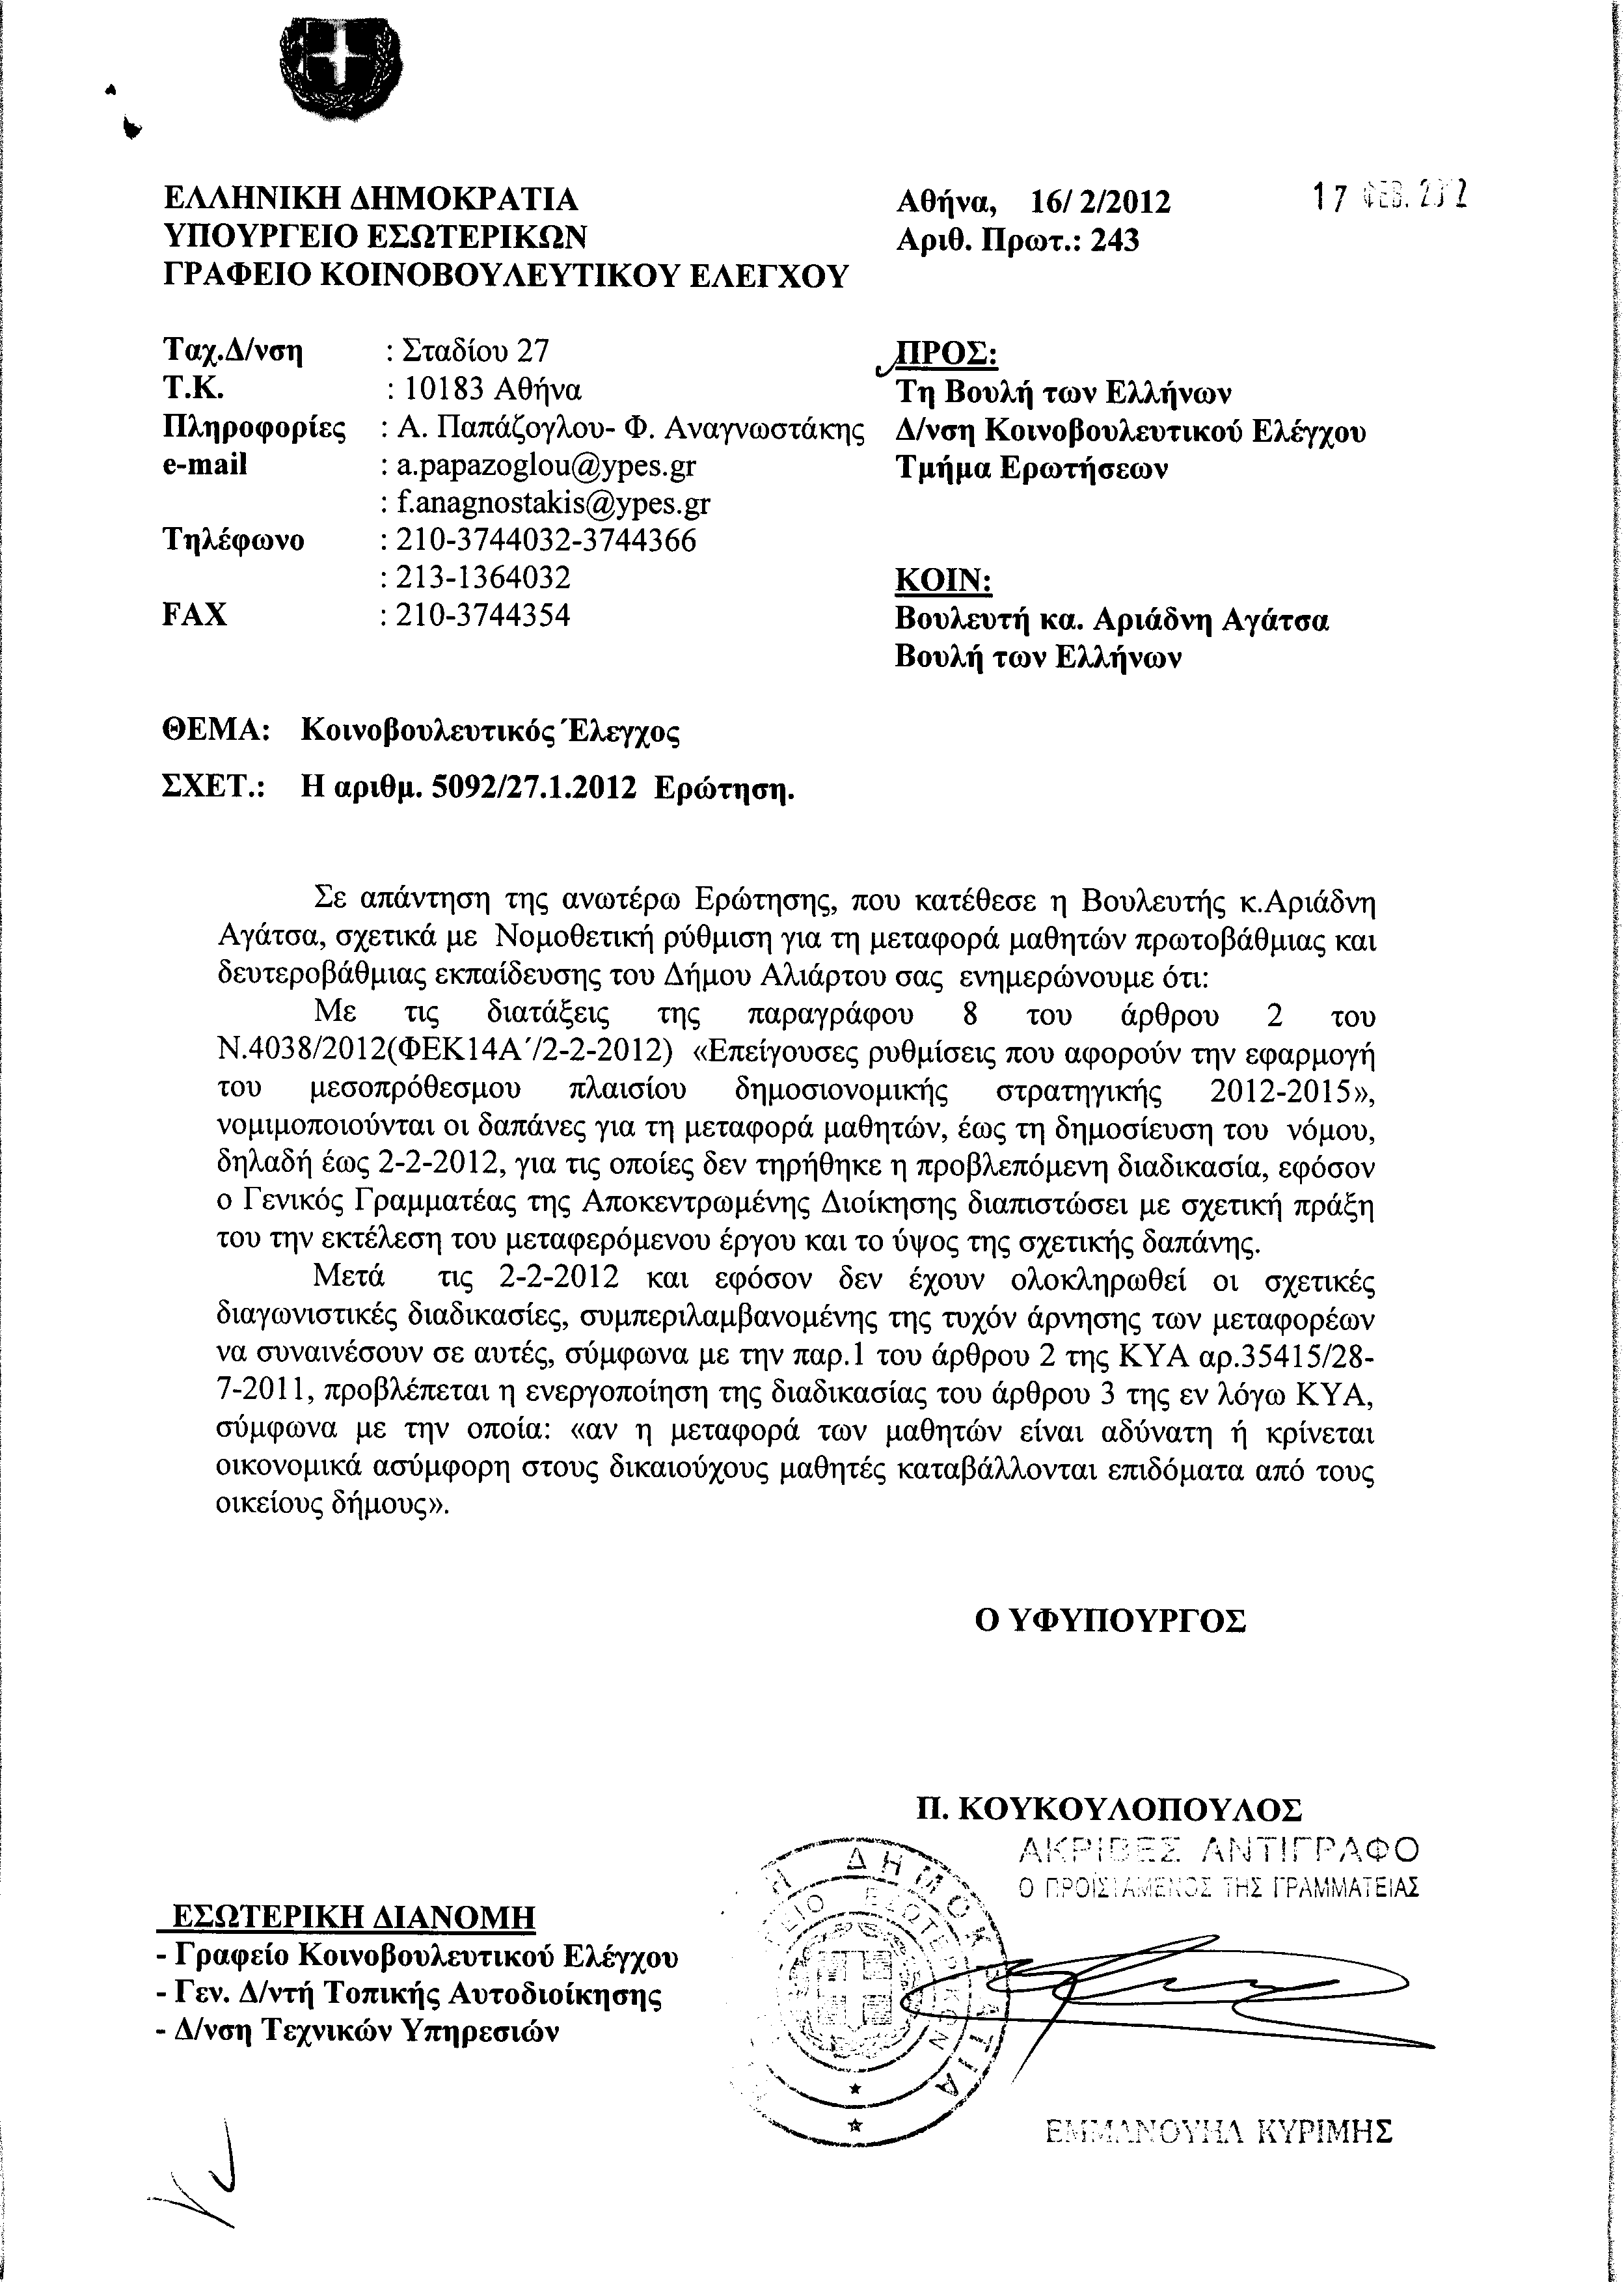 ΕΛΛΗΝΙΚΗ ΔΗΜΟΚΡΑΤΙΑ
ΥΠΟΥΡΓΕΙΟ ΕΣΩΤΕΡΙΚΩΝ
ΓΡΑΦΕΙΟ ΚΟΙΝΟΒΟΥΛΕΥΤΙΚΟΥ ΕΛΕΓΧΟΥ
Αθήνα, 16/ 2/2012
Αριθ. Πρωτ.: 243
17 ΦΕΒ. 2012
Ταχ.Δ/νση : Σταδίου 27
Τ.Κ. : 10183 Αθήνα
Πληροφορίες : Α. Παπάζογλου- Φ. Αναγνωστάκης
e-mail : a.papazoglou@ypes.gr
: f.anagnostakis@ypes.gr
Τηλέφωνο : 210-3744032-3744366
: 213-1364032
FAX : 210-3744354
ΠΡΟΣ:
Τη Βουλή των Ελλήνων
Δ/νση Κοινοβουλευτικού Ελέγχου
Τμήμα Ερωτήσεων
ΚΟΙΝ:
Βουλευτή κα. Αριάδνη Αγάτσα
Βουλή των Ελλήνων
ΘΕΜΑ: Κοινοβουλευτικός Έλεγχος
ΣΧΕΤ.: Η αριθμ. 5092/27.1.2012 Ερώτηση.
Σε απάντηση της ανωτέρω Ερώτησης, που κατέθεσε η Βουλευτής κ.Αριάδνη
Αγάτσα, σχετικά με Νομοθετική ρύθμιση για τη μεταφορά μαθητών πρωτοβάθμιας και
δευτεροβάθμιας εκπαίδευσης του Δήμου Αλιάρτου σας ενημερώνουμε ότι:
Με τις διατάξεις της παραγράφου 8 του άρθρου 2 του
Ν.4038/2012(ΦΕΚ14Α΄/2-2-2012) «Επείγουσες ρυθμίσεις που αφορούν την εφαρμογή
του μεσοπρόθεσμου πλαισίου δημοσιονομικής στρατηγικής 2012-2015»,
νομιμοποιούνται οι δαπάνες για τη μεταφορά μαθητών, έως τη δημοσίευση του νόμου,
δηλαδή έως 2-2-2012, για τις οποίες δεν τηρήθηκε η προβλεπόμενη διαδικασία, εφόσον
ο Γενικός Γραμματέας της Αποκεντρωμένης Διοίκησης διαπιστώσει με σχετική πράξη
του την εκτέλεση του μεταφερόμενου έργου και το ύψος της σχετικής δαπάνης.
Μετά τις 2-2-2012 και εφόσον δεν έχουν ολοκληρωθεί οι σχετικές
διαγωνιστικές διαδικασίες, συμπεριλαμβανομένης της τυχόν άρνησης των μεταφορέων
να συναινέσουν σε αυτές, σύμφωνα με την παρ.1 του άρθρου 2 της ΚΥΑ αρ.35415/28-
7-2011, προβλέπεται η ενεργοποίηση της διαδικασίας του άρθρου 3 της εν λόγω ΚΥΑ,
σύμφωνα με την οποία: «αν η μεταφορά των μαθητών είναι αδύνατη ή κρίνεται
οικονομικά ασύμφορη στους δικαιούχους μαθητές καταβάλλονται επιδόματα από τους
οικείους δήμους».
Ο ΥΦΥΠΟΥΡΓΟΣ
Π. ΚΟΥΚΟΥΛΟΠΟΥΛΟΣ
ΑΚΡΙΒΕΣ ΑΝΤΙΓΡΑΦΟ
Ο ΠΡΟΪΣΤΑΜΕΝΟΣ ΤΗΣ ΓΡΑΜΜΑΤΕΙΑΣ
ΕΜΜΑΝΟΥΗΛ ΚΥΡΙΜΗΣ
ΕΣΩΤΕΡΙΚΗ ΔΙΑΝΟΜΗ
- Γραφείο Κοινοβουλευτικού Ελέγχου
- Γεν. Δ/ντή Τοπικής Αυτοδιοίκησης
- Δ/νση Τεχνικών Υπηρεσιών